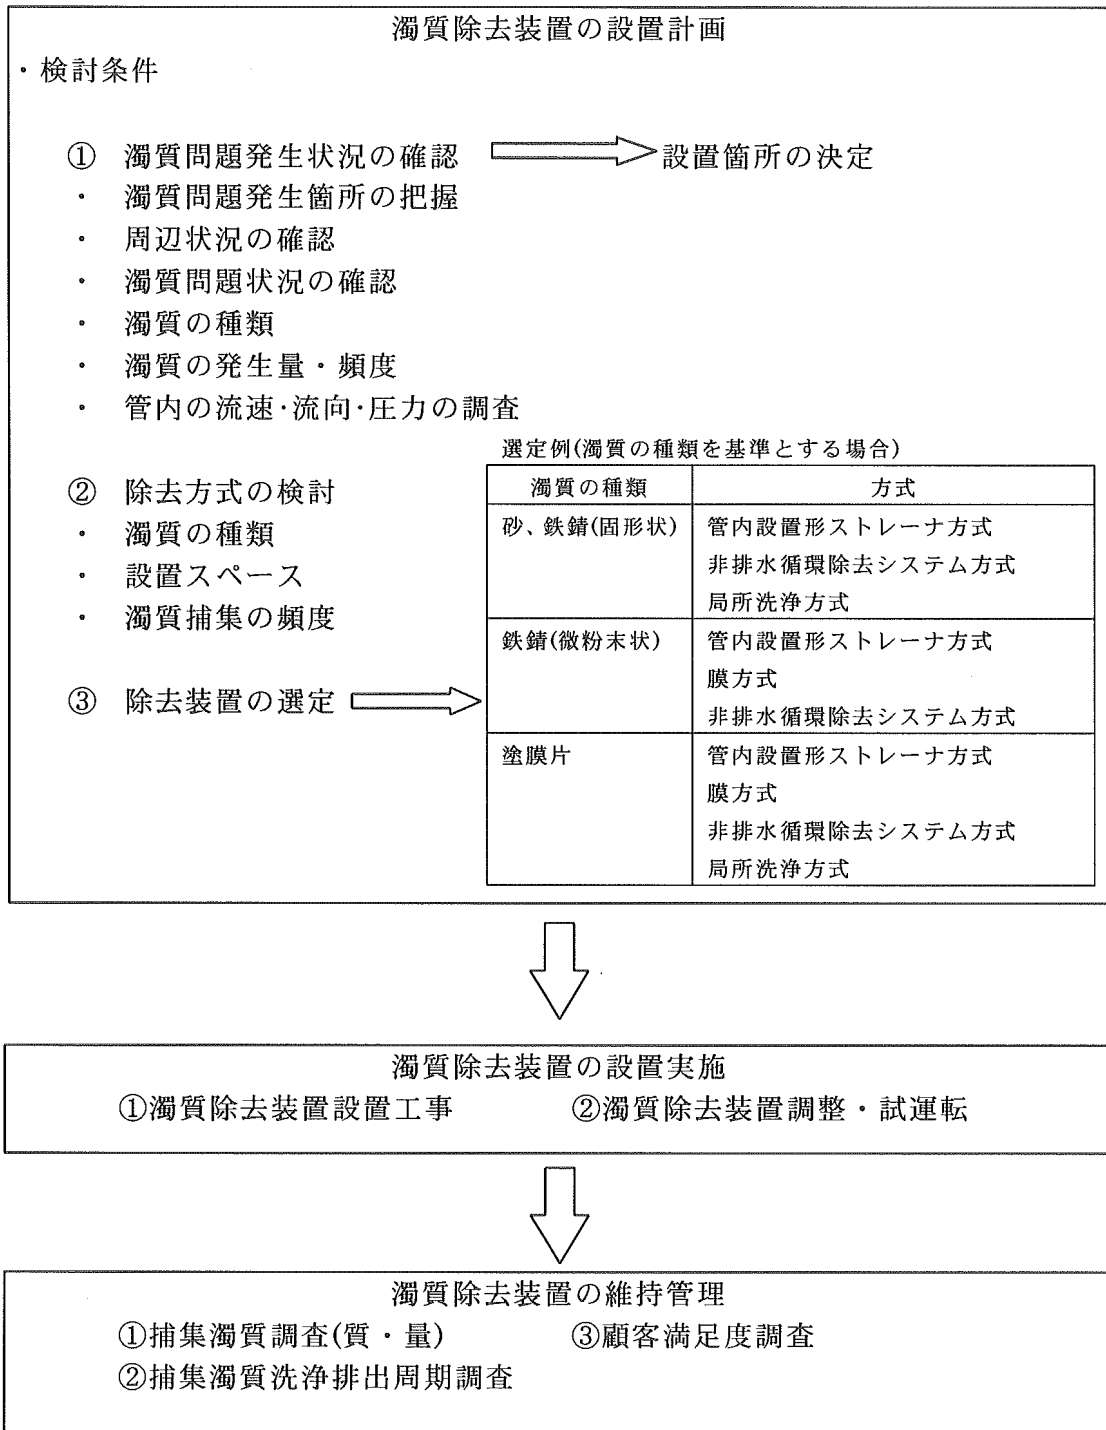 濁質除去装置の設置計画
・検討条件
① 濁質問題発生状況の確認 設置箇所の決定
・ 濁質問題発生箇所の把握
・ 周辺状況の確認
・ 濁質問題状況の確認
・ 濁質の種類
・ 濁質の発生量・頻度
・ 管内の流速・流向・圧力の調査
② 除去方式の検討
・ 濁質の種類
・ 設置スペース
・ 濁質捕集の頻度
③ 除去装置の選定
選定例(濁質の種類を基準とする場合)
濁質の種類 方式
砂、鉄錆(固形状) 管内設置形ストレーナ方式
非排水循環除去システム方式
局所洗浄方式
鉄錆(微粉末状) 管内設置形ストレーナ方式
膜方式
非排水循環除去システム方式
塗膜片 管内設置形ストレーナ方式
膜方式
非排水循環除去システム方式
局所洗浄方式
濁質除去装置の設置実施
①濁質除去装置設置工事 ②濁質除去装置調整・試運転
濁質除去装置の維持管理
①捕集濁質調査(質・量) ③顧客満足度調査
②捕集濁質洗浄排出周期調査